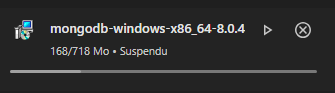 mongodb-windows-x86_64-8.0.4
168/718 Mo • Suspendu